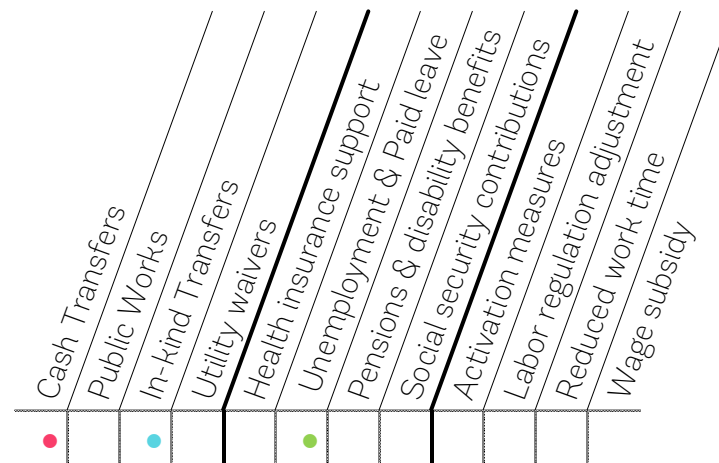 Cash Transfers
Public Works
In-kind Transfers
Utility waivers
Health insurance support
Unemployment & Paid leave
Pensions & disability benefits
Social security contributions
Activation measures
Labor regulation adjustment
Reduced work time
Wage subsidy